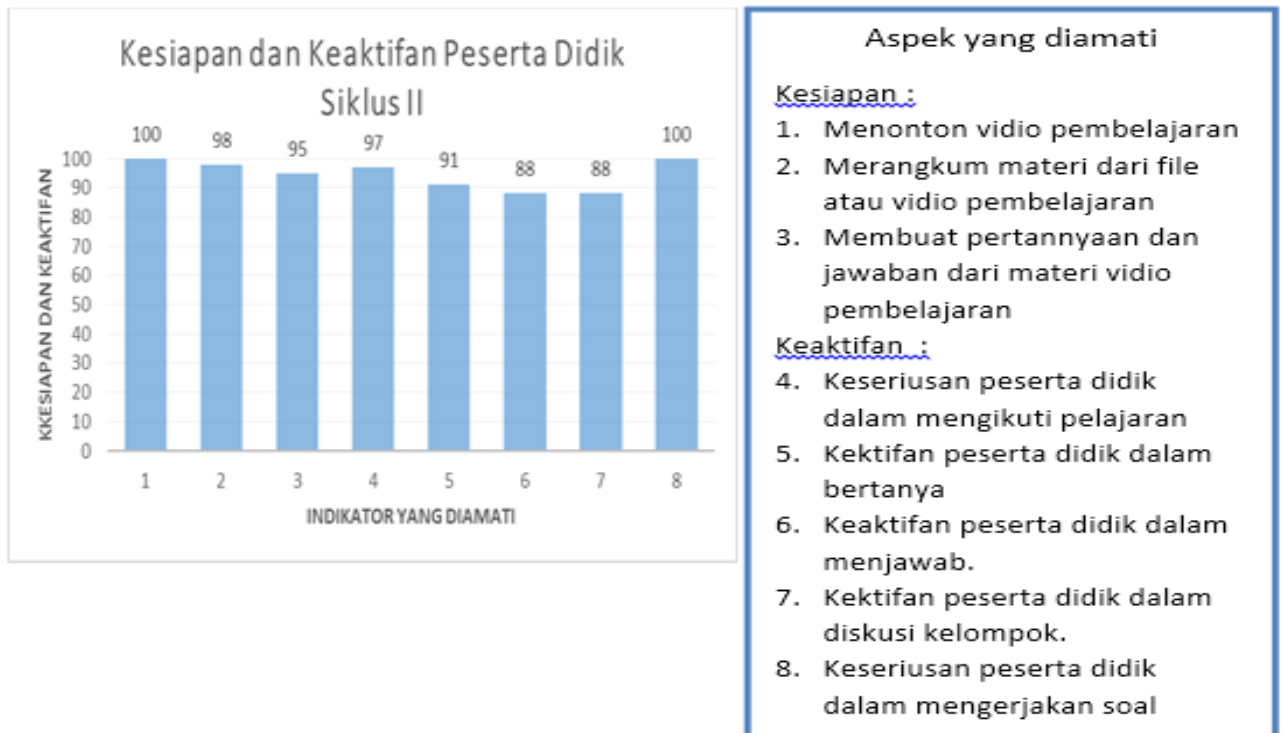 Kesiapan dan Keaktifan Peserta Didik
Siklus II
100
98
95
97
91
88
88
100
100
90
80
70
60
50
40
30
20
10
0
KKESIAPAN DAN KEAKTIFAN
1 2 3 4 5 6 7 8
INDIKATOR YANG DIAMATI
Aspek yang diamati
Kesiapan :
1. Menonton vidio pembelajaran
2. Merangkum materi dari file
atau vidio pembelajaran
3. Membuat pertannyaan dan
jawaban dari materi vidio
pembelajaran
Keaktifan :
4. Keseriusan peserta didik
dalam mengikuti pelajaran
5. Kektifan peserta didik dalam
bertanya
6. Keaktifan peserta didik dalam
menjawab.
7. Kektifan peserta didik dalam
diskusi kelompok.
8. Keseriusan peserta didik
dalam mengerjakan soal